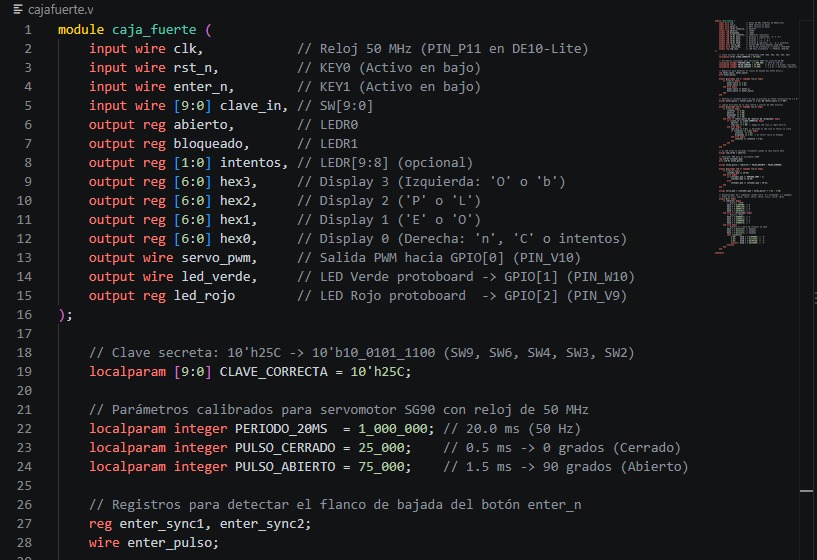 cajafuerte.v
1 module caja_fuerte (
2 input wire clk, // Reloj 50 MHz (PIN_P11 en DE10-Lite)
3 input wire rst_n, // KEY0 (Activo en bajo)
4 input wire enter_n, // KEY1 (Activo en bajo)
5 input wire [9:0] clave_in, // SW[9:0]
6 output reg abierto, // LEDR0
7 output reg bloqueado, // LEDR1
8 output reg [1:0] intentos, // LEDR[9:8] (opcional)
9 output reg [6:0] hex3, // Display 3 (Izquierda: 'O' o 'b')
10 output reg [6:0] hex2, // Display 2 ('P' o 'L')
11 output reg [6:0] hex1, // Display 1 ('E' o 'O')
12 output reg [6:0] hex0, // Display 0 (Derecha: 'n', 'C' o intentos)
13 output wire servo_pwm, // Salida PWM hacia GPIO[0] (PIN_V10)
14 output wire led_verde, // LED Verde protoboard -> GPIO[1] (PIN_W10)
15 output reg led_rojo // LED Rojo protoboard -> GPIO[2] (PIN_V9)
16 );
17
18 // Clave secreta: 10'h25C -> 10'b10_0101_1100 (SW9, SW6, SW4, SW3, SW2)
19 localparam [9:0] CLAVE_CORRECTA = 10'h25C;
20
21 // Parámetros calibrados para servomotor SG90 con reloj de 50 MHz
22 localparam integer PERIODO_20MS = 1_000_000; // 20.0 ms (50 Hz)
23 localparam integer PULSO_CERRADO = 25_000; // 0.5 ms -> 0 grados (Cerrado)
24 localparam integer PULSO_ABIERTO = 75_000; // 1.5 ms -> 90 grados (Abierto)
25
26 // Registros para detectar el flanco de bajada del botón enter_n
27 reg enter_sync1, enter_sync2;
28 wire enter_pulso;